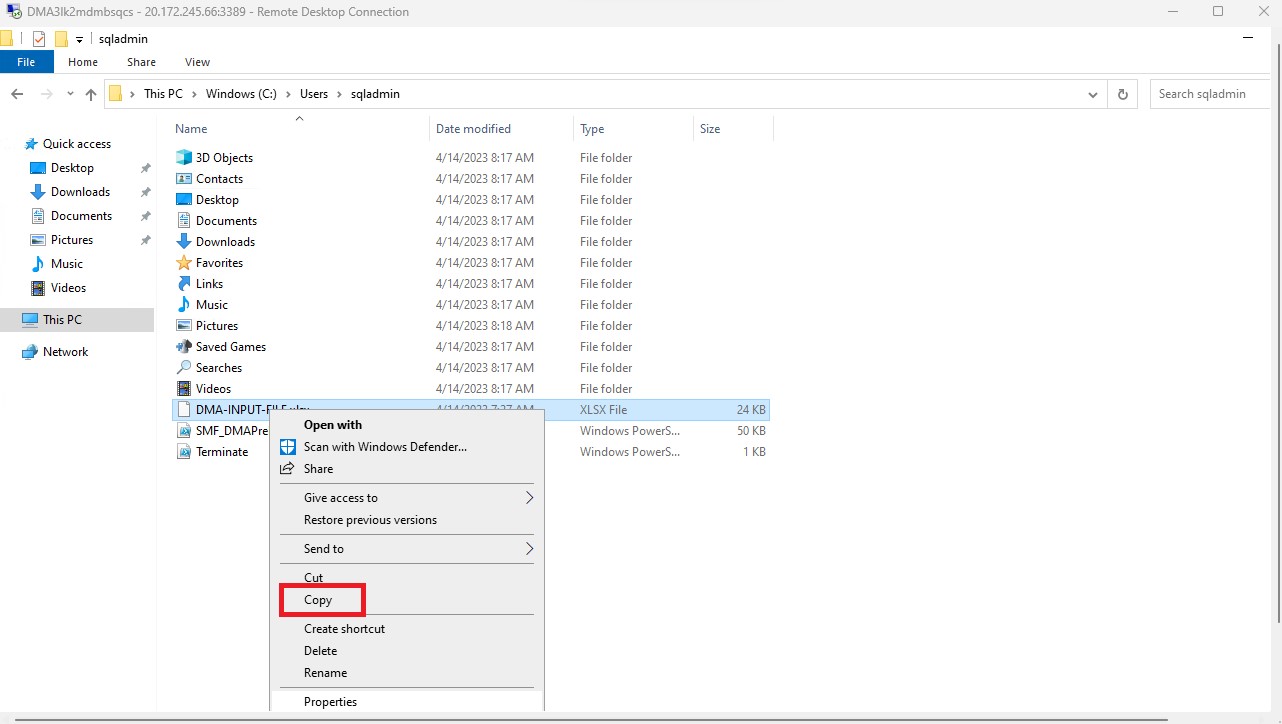 DMA3lk2mdmbsqcs - 20.172.245.66:3389 - Remote Desktop Connection
sqladmin
File Home Share View
This PC Windows (C:) Users sqladmin Search sqladmin
Name Date modified Type Size
Quick access
Desktop
Downloads
Documents
Pictures
Music
Videos
This PC
Network
3D Objects 4/14/2023 8:17 AM File folder
Contacts 4/14/2023 8:17 AM File folder
Desktop 4/14/2023 8:17 AM File folder
Documents 4/14/2023 8:17 AM File folder
Downloads 4/14/2023 8:17 AM File folder
Favorites 4/14/2023 8:17 AM File folder
Links 4/14/2023 8:17 AM File folder
Music 4/14/2023 8:17 AM File folder
Pictures 4/14/2023 8:18 AM File folder
Saved Games 4/14/2023 8:17 AM File folder
Searches 4/14/2023 8:17 AM File folder
Videos 4/14/2023 8:17 AM File folder
DMA-INPUT-FILE.xlsx 4/14/2023 7:27 AM XLSX File 24 KB
SMF_DMAPre Windows PowerS... 50 KB
Terminate Windows PowerS... 1 KB
Open with
Scan with Windows Defender...
Share
Give access to
Restore previous versions
Send to
Cut
Copy
Create shortcut
Delete
Rename
Properties